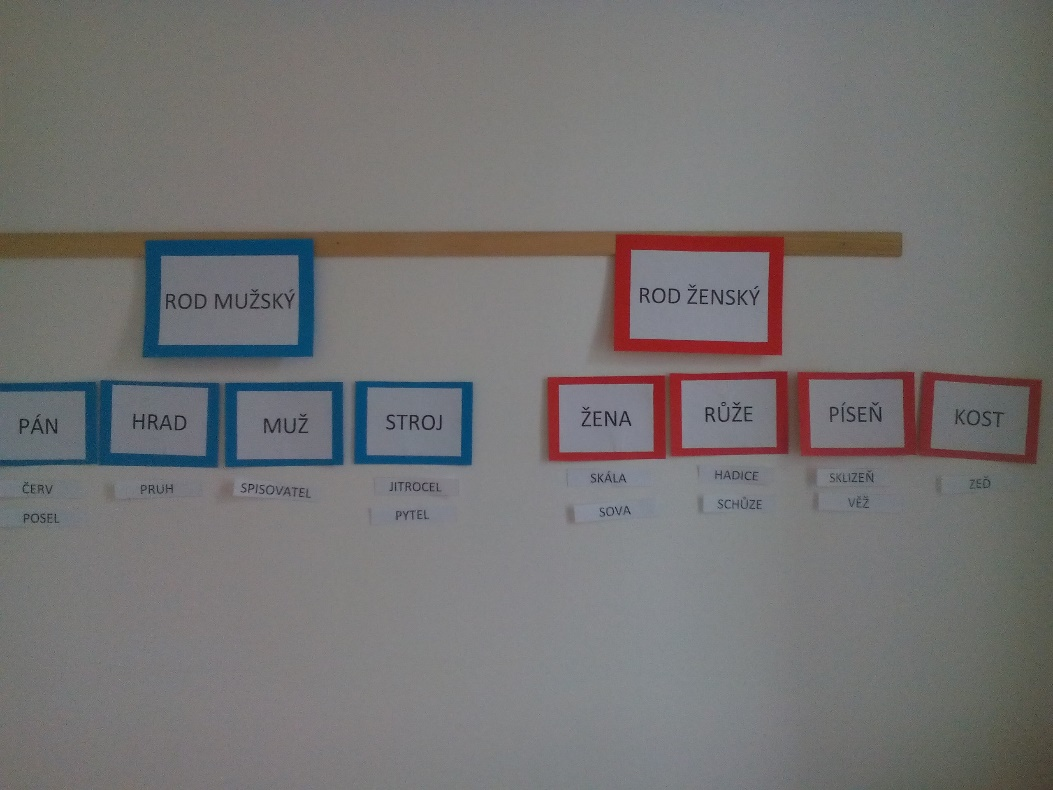 ROD MUŽSKÝ
ROD ŽENSKÝ
PÁN
HRAD
MUŽ
STROJ
ŽENA
RŮŽE
PÍSEŇ
KOST
ČERV
POSEL
PRUH
SPISOVATEL
JITROCEL
PYTEL
SKÁLA
SOVA
HADICE
SCHŮZE
SKLIZEŇ
VĚŽ
ZEĎ